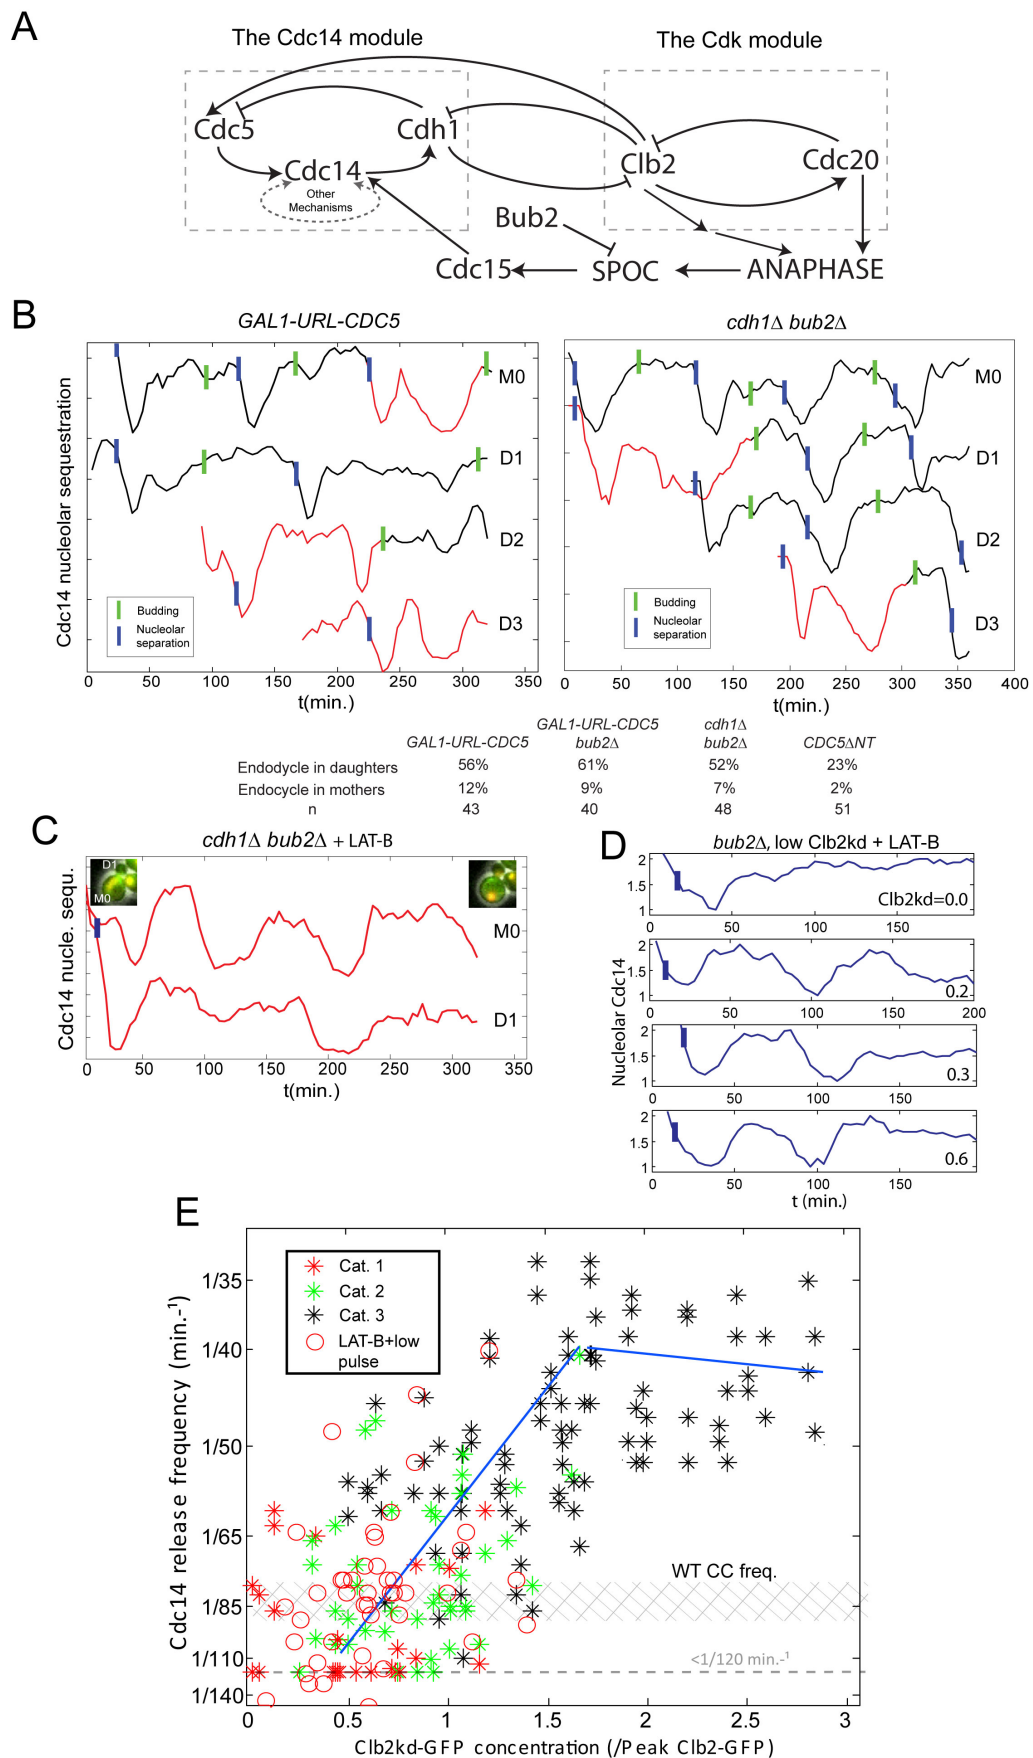 A
The Cdc14 module
The Cdk module
Cdc5
Cdh1
Cdc14
Other
Mechanisms
Clb2
Cdc20
Bub2
Cdc15
SPOC
ANAPHASE
B
GAL1-URL-CDC5
cdh1Δ bub2Δ
Cdc14 nucleolar sequestration
M0
D1
D2
D3
Budding
Nucleolar
separation
0 50 100 150 200 250 300 350
t(min.)
M0
D1
D2
D3
Budding
Nucleolar
separation
0 50 100 150 200 250 300 350 400
t(min.)
GAL1-URL-CDC5 GAL1-URL-CDC5 bub2Δ cdh1Δ bub2Δ CDC5ΔNT
Endodycle in daughters 56% 61% 52% 23%
Endocycle in mothers 12% 9% 7% 2%
n 43 40 48 51
C
cdh1Δ bub2Δ + LAT-B
Cdc14 nucle. sequ.
D1
M0
M0
D1
0 50 100 150 200 250 300 350
t(min.)
D
bub2Δ, low Clb2kd + LAT-B
Nucleolar Cdc14
2
1.5
1
Clb2kd=0.0
0 50 100 150
2
1.5
1
0.2
0 50 100 150 200
2
1.5
1
0.3
0 50 100 150
2
1.5
1
0.6
0 50 100 150
t (min.)
E
Cdc14 release frequency (min.-¹)
Cat. 1
Cat. 2
Cat. 3
LAT-B+low
pulse
1/35
1/40
1/50
1/65
1/85
1/110
1/140
WT CC freq.
<1/120 min.-¹
0 0.5 1 1.5 2 2.5 3
Clb2kd-GFP concentration (/Peak Clb2-GFP)